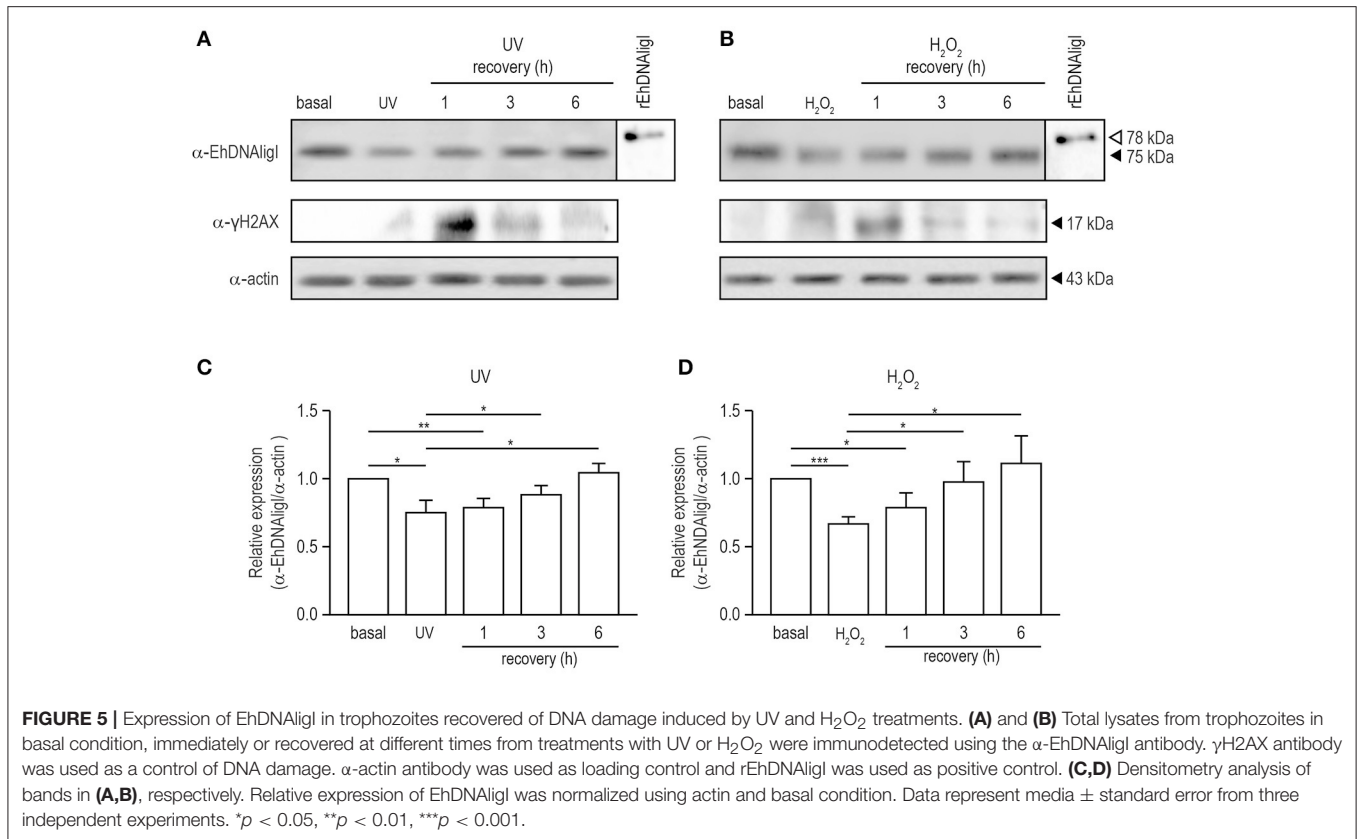 A
UV
recovery (h)
rEhDNAligI
basal UV 1 3 6
α-EhDNAligI
α-γH2AX
α-actin
B
H₂O₂
recovery (h)
rEhDNAligI
basal H₂O₂ 1 3 6
78 kDa
75 kDa
17 kDa
43 kDa
C
UV
Relative expression
(α-EhDNAligI/α-actin )
1.5
1.0
0.5
0.0
* ** * *
basal UV 1 3 6
recovery (h)
D
H₂O₂
Relative expression
(α-EhNDAligI/α-actin )
1.5
1.0
0.5
0.0
*** * * *
basal H₂O₂ 1 3 6
recovery (h)
FIGURE 5 | Expression of EhDNAligI in trophozoites recovered of DNA damage induced by UV and H₂O₂ treatments. (A) and (B) Total lysates from trophozoites in
basal condition, immediately or recovered at different times from treatments with UV or H₂O₂ were immunodetected using the α-EhDNAligI antibody. γH2AX antibody
was used as a control of DNA damage. α-actin antibody was used as loading control and rEhDNAligI was used as positive control. (C,D) Densitometry analysis of
bands in (A,B), respectively. Relative expression of EhDNAligI was normalized using actin and basal condition. Data represent media ± standard error from three
independent experiments. *p < 0.05, **p < 0.01, ***p < 0.001.